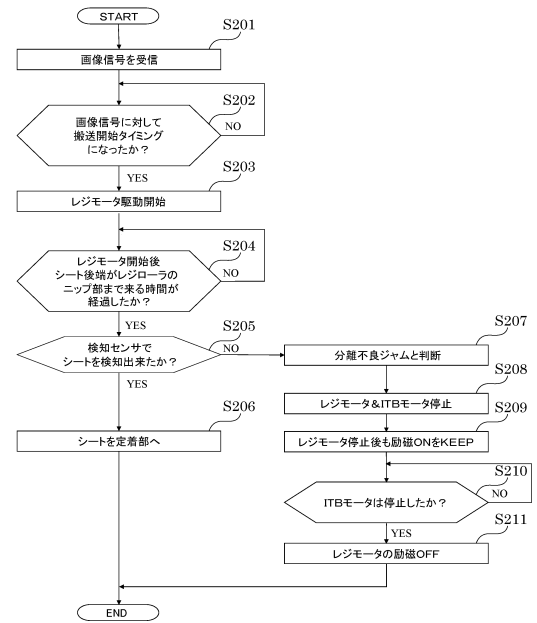 START
S201
画像信号を受信
S202
画像信号に対して
搬送開始タイミング
になったか？
NO
YES
S203
レジモータ駆動開始
S204
レジモータ開始後
シート後端がレジローラの
ニップ部まで来る時間が
経過したか？
NO
YES
S205
検知センサで
シートを検知出来たか？
NO
YES
S206
シートを定着部へ
S207
分離不良ジャムと判断
S208
レジモータ＆ITBモータ停止
S209
レジモータ停止後も励磁ONをKEEP
S210
ITBモータは停止したか？
NO
YES
S211
レジモータの励磁OFF
END